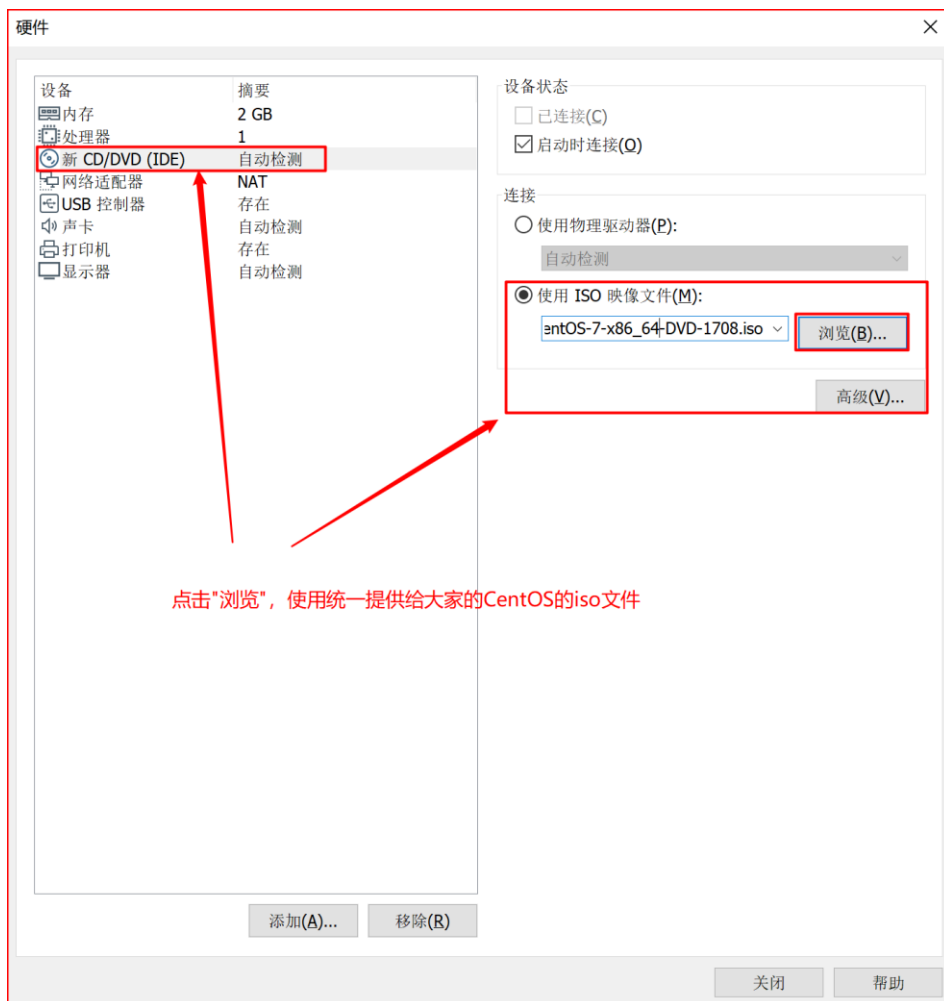 硬件
设备 摘要
内存 2 GB
处理器 1
新 CD/DVD (IDE) 自动检测
网络适配器 NAT
USB 控制器 存在
声卡 自动检测
打印机 存在
显示器 自动检测
添加(A)... 移除(R)
设备状态
已连接(C)
启动时连接(O)
连接
使用物理驱动器(P):
自动检测
使用 ISO 映像文件(M):
entOS-7-x86_64-DVD-1708.iso 浏览(B)...
高级(V)...
点击"浏览"，使用统一提供给大家的CentOS的iso文件
关闭 帮助